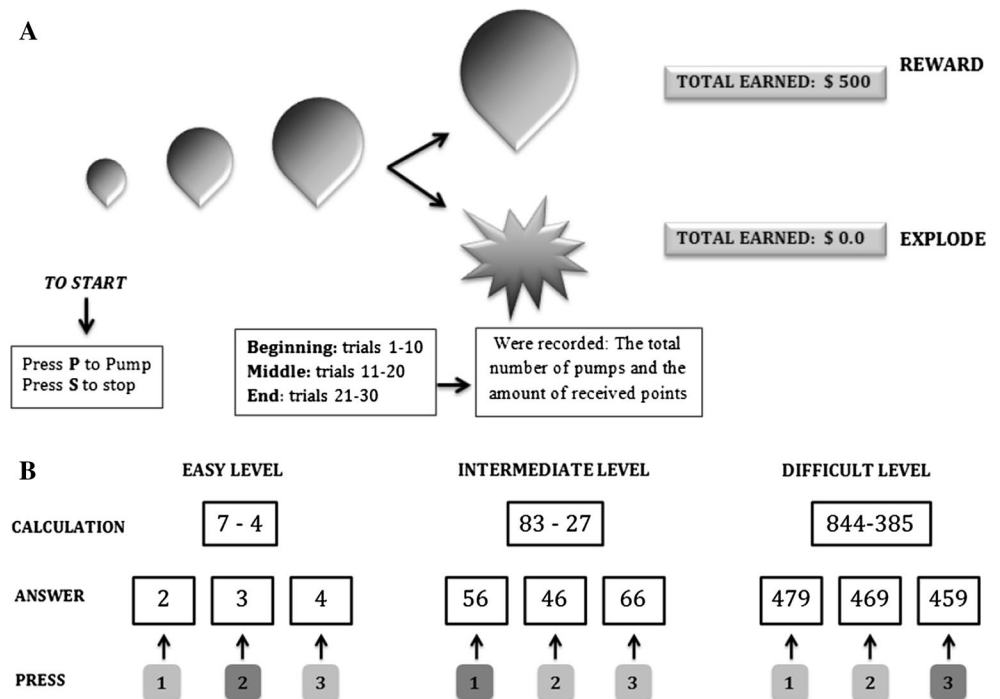 A
REWARD
TOTAL EARNED: $ 500
TOTAL EARNED: $ 0.0
EXPLODE
TO START
Press P to Pump
Press S to stop
Beginning: trials 1-10
Middle: trials 11-20
End: trials 21-30
Were recorded: The total
number of pumps and the
amount of received points
B
EASY LEVEL INTERMEDIATE LEVEL DIFFICULT LEVEL
CALCULATION 7 - 4 83 - 27 844-385
ANSWER 2 3 4 56 46 66 479 469 459
PRESS 1 2 3 1 2 3 1 2 3